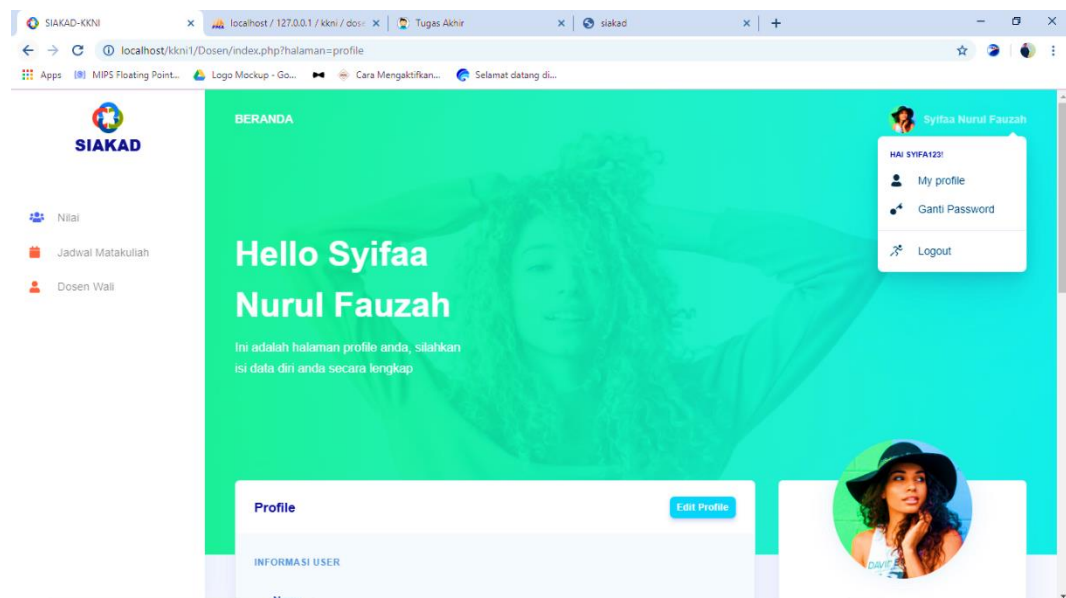 SIAKAD-KKNI
localhost / 127.0.0.1 / kkni / dose
Tugas Akhir
siakad
localhost/kkni1/Dosen/index.php?halaman=profile
Apps
MIPS Floating Point...
Logo Mockup - Go...
Cara Mengaktifkan...
Selamat datang di...
SIAKAD
BERANDA
Syifaa Nurul Fauzah
HAI SYIFA123!
My profile
Ganti Password
Logout
Nilai
Jadwal Matakuliah
Dosen Wali
Hello Syifaa
Nurul Fauzah
Ini adalah halaman profile anda, silahkan
isi data diri anda secara lengkap
Profile
Edit Profile
INFORMASI USER